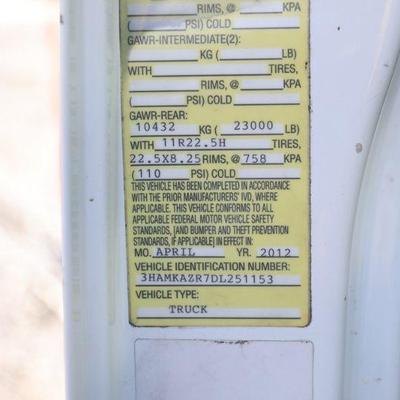 RIMS, @ KPA
( PSI) COLD
GAWR-INTERMEDIATE(2):
KG ( LB)
WITH TIRES,
RIMS, @ KPA
( PSI) COLD
GAWR-REAR:
10432 KG ( 23000 LB)
WITH 11R22.5H TIRES,
22.5X8.25 RIMS, @ 758 KPA
(110 PSI) COLD
THIS VEHICLE HAS BEEN COMPLETED IN ACCORDANCE
WITH THE PRIOR MANUFACTURERS' IVD, WHERE
APPLICABLE. THIS VEHICLE CONFORMS TO ALL
APPLICABLE FEDERAL MOTOR VEHICLE SAFETY
STANDARDS, [AND BUMPER AND THEFT PREVENTION
STANDARDS, IF APPLICABLE] IN EFFECT IN:
MO. APRIL YR. 2012
VEHICLE IDENTIFICATION NUMBER:
3HAMKAZR7DL251153
VEHICLE TYPE:
TRUCK